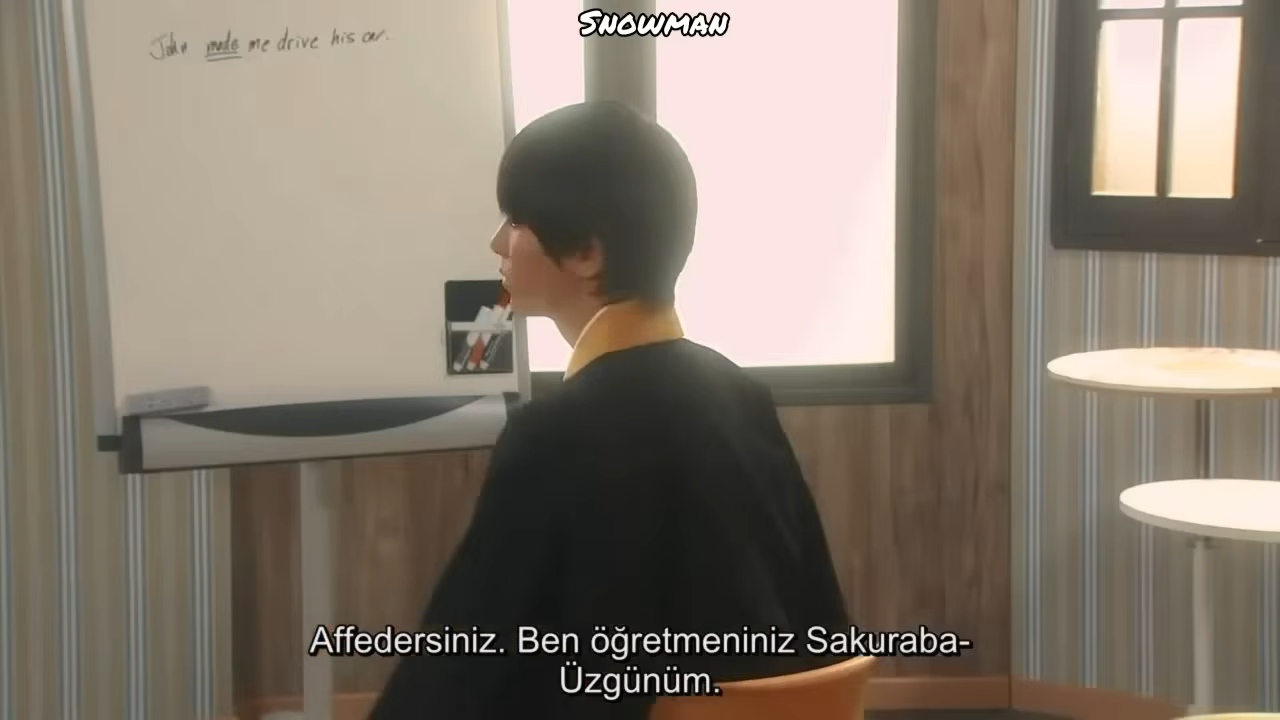 SNOWMAN
John made me drive his car.
Affedersiniz. Ben öğretmeniniz Sakuraba-
Üzgünüm.